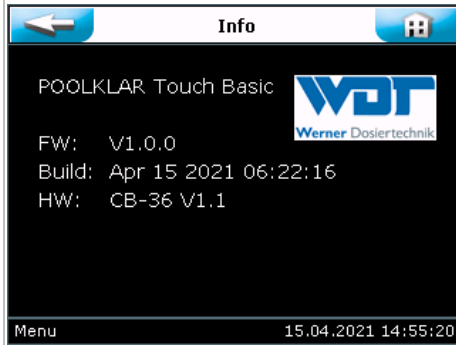 Info
POOLKLAR Touch Basic
WDT
Werner Dosiertechnik
FW: V1.0.0
Build: Apr 15 2021 06:22:16
HW: CB-36 V1.1
Menu 15.04.2021 14:55:20